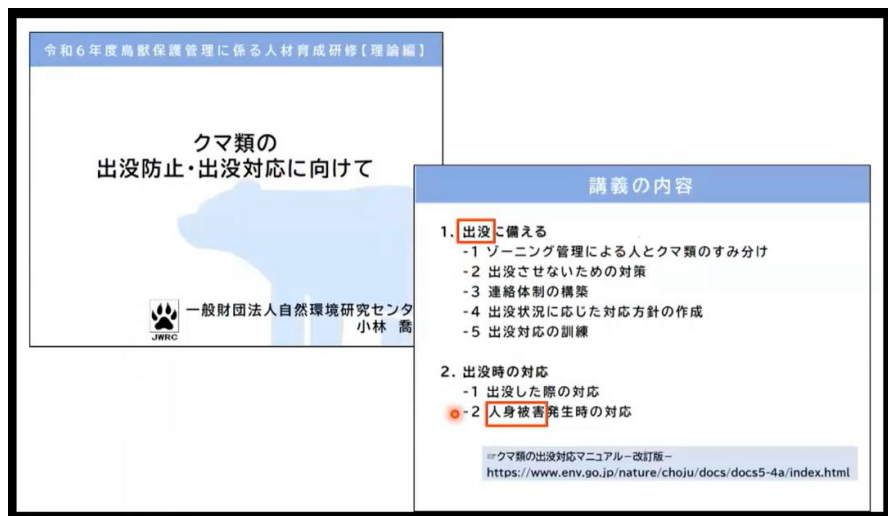 令和6年度鳥獣保護管理に係る人材育成研修【理論編】
クマ類の
出没防止・出没対応に向けて
JWRC
一般財団法人自然環境研究センタ
小林 喬
講義の内容
1. 出没に備える
-1 ゾーニング管理による人とクマ類のすみ分け
-2 出没させないための対策
-3 連絡体制の構築
-4 出没状況に応じた対応方針の作成
-5 出没対応の訓練
2. 出没時の対応
-1 出没した際の対応
-2 人身被害発生時の対応
☞クマ類の出没対応マニュアル－改訂版－
https://www.env.go.jp/nature/choju/docs/docs5-4a/index.html